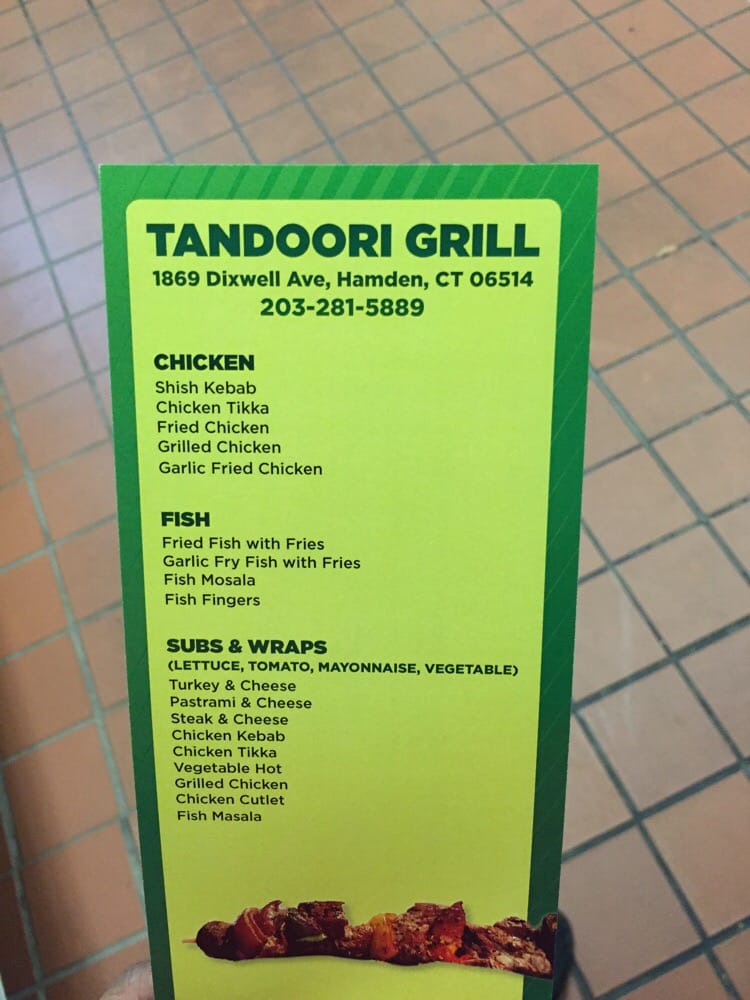 TANDOORI GRILL
1869 Dixwell Ave, Hamden, CT 06514
203-281-5889
CHICKEN
Shish Kebab
Chicken Tikka
Fried Chicken
Grilled Chicken
Garlic Fried Chicken
FISH
Fried Fish with Fries
Garlic Fry Fish with Fries
Fish Mosala
Fish Fingers
SUBS & WRAPS
(LETTUCE, TOMATO, MAYONNAISE, VEGETABLE)
Turkey & Cheese
Pastrami & Cheese
Steak & Cheese
Chicken Kebab
Chicken Tikka
Vegetable Hot
Grilled Chicken
Chicken Cutlet
Fish Masala